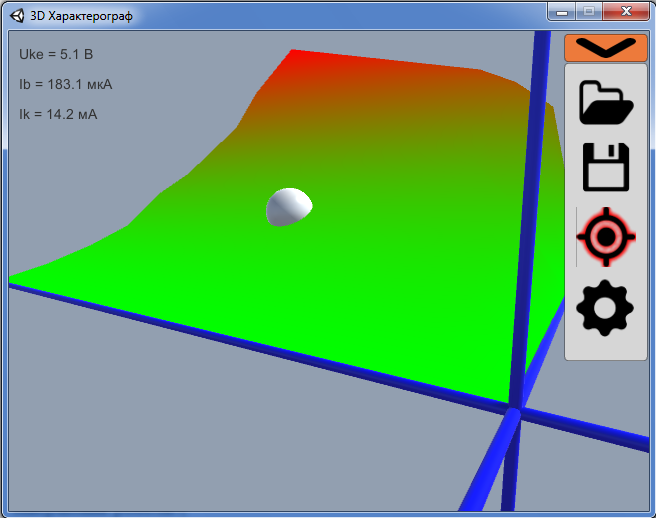 3D Характерограф
Uke = 5.1 В
Ib = 183.1 мкА
Ik = 14.2 мА